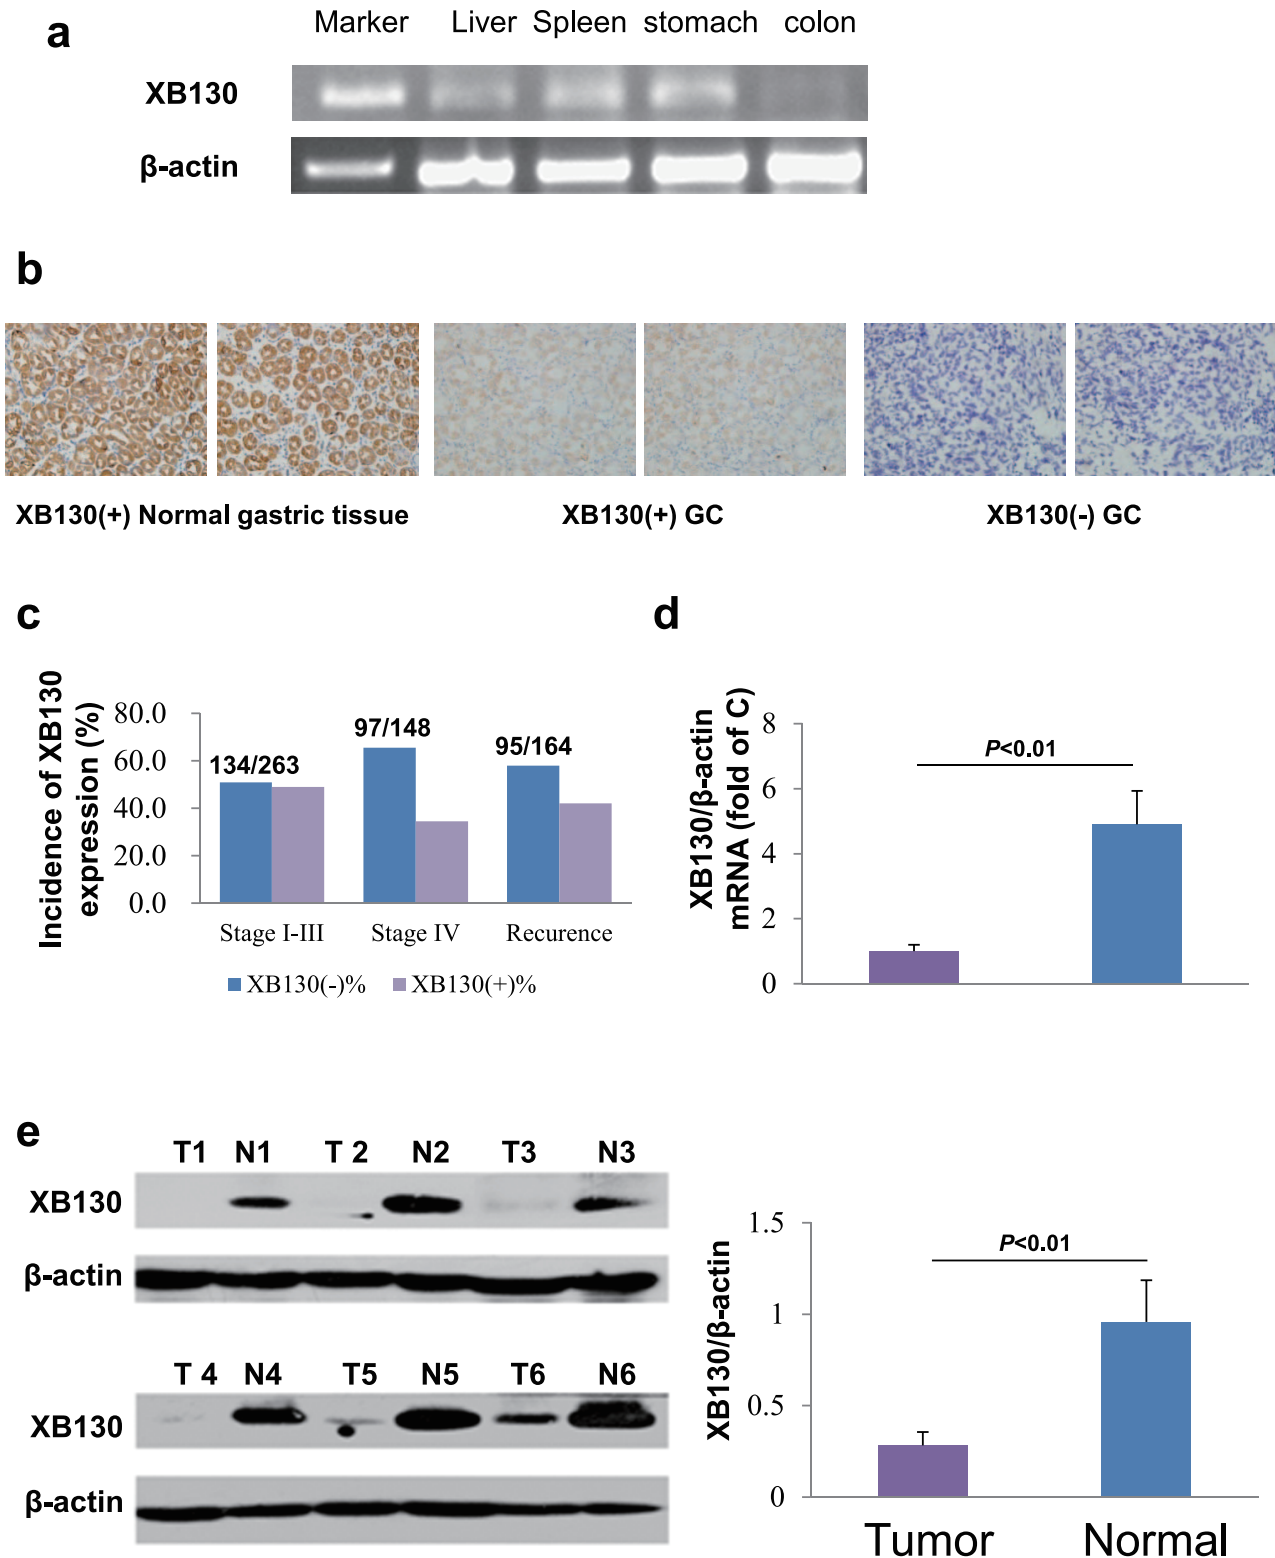 a
Marker Liver Spleen stomach colon
XB130
β-actin
b
XB130(+) Normal gastric tissue
XB130(+) GC
XB130(-) GC
c
Incidence of XB130
expression (%)
80.0
60.0
40.0
20.0
0.0
134/263
97/148
95/164
Stage I-III
Stage IV
Recurence
XB130(-)%
XB130(+)%
d
XB130/β-actin
mRNA (fold of C)
8
6
4
2
0
P<0.01
e
T1 N1 T 2 N2 T3 N3
XB130
β-actin
T 4 N4 T5 N5 T6 N6
XB130
β-actin
XB130/β-actin
1.5
1
0.5
0
P<0.01
Tumor
Normal